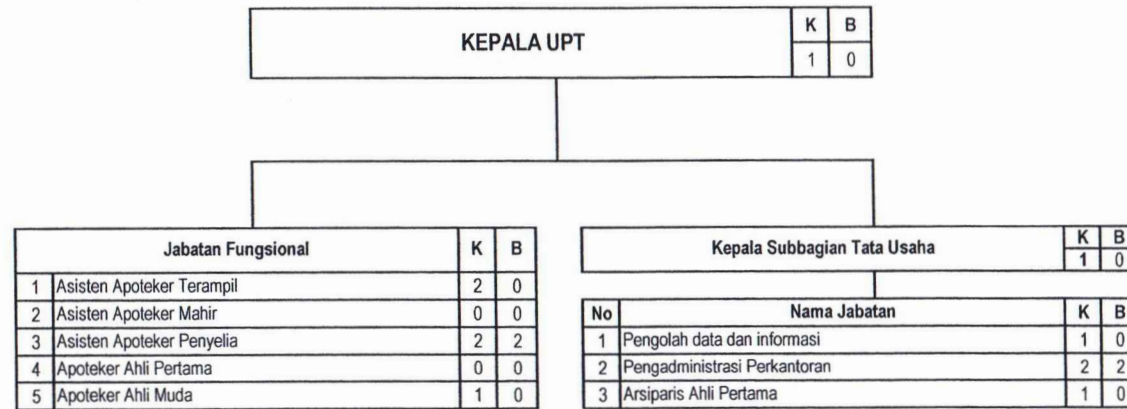 KEPALA UPT K B
1 0
Jabatan Fungsional K B
1 Asisten Apoteker Terampil 2 0
2 Asisten Apoteker Mahir 0 0
3 Asisten Apoteker Penyelia 2 2
4 Apoteker Ahli Pertama 0 0
5 Apoteker Ahli Muda 1 0
Kepala Subbagian Tata Usaha K B
1 0
No Nama Jabatan K B
1 Pengolah data dan informasi 1 0
2 Pengadministrasi Perkantoran 2 2
3 Arsiparis Ahli Pertama 1 0